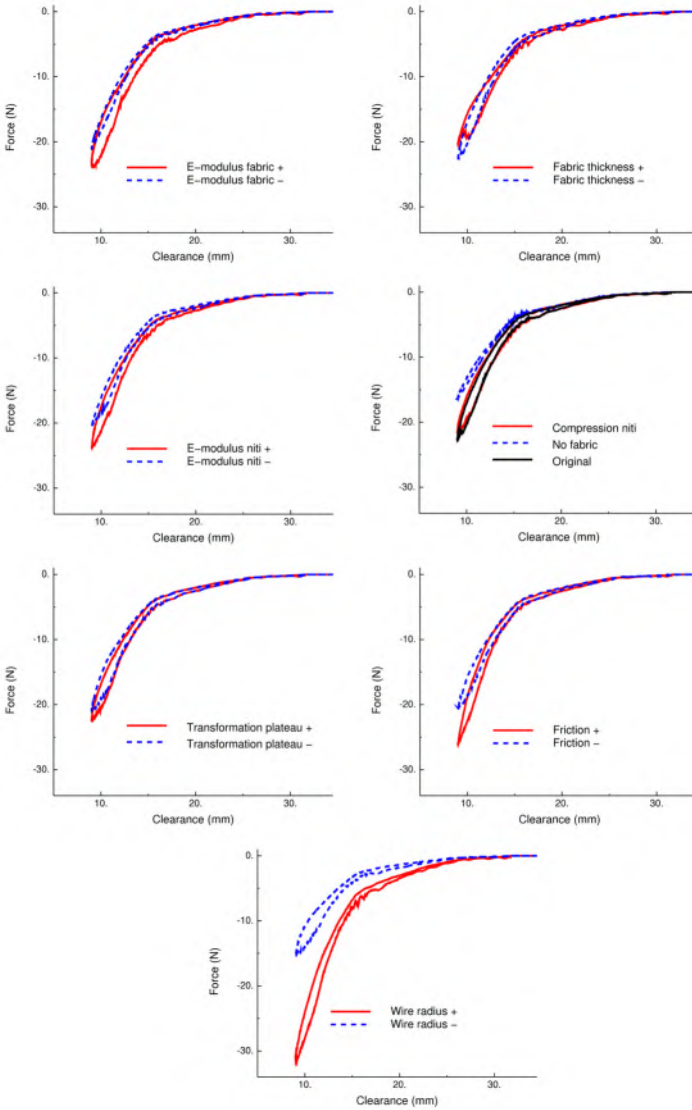 0.
-10.
-20.
-30.
Force (N)
E-modulus fabric +
E-modulus fabric -
10. 20. 30.
Clearance (mm)
0.
-10.
-20.
-30.
Force (N)
Fabric thickness +
Fabric thickness -
10. 20. 30.
Clearance (mm)
0.
-10.
-20.
-30.
Force (N)
E-modulus niti +
E-modulus niti -
10. 20. 30.
Clearance (mm)
0.
-10.
-20.
-30.
Force (N)
Compression niti
No fabric
Original
10. 20. 30.
Clearance (mm)
0.
-10.
-20.
-30.
Force (N)
Transformation plateau +
Transformation plateau -
10. 20. 30.
Clearance (mm)
0.
-10.
-20.
-30.
Force (N)
Friction +
Friction -
10. 20. 30.
Clearance (mm)
0.
-10.
-20.
-30.
Force (N)
Wire radius +
Wire radius -
10. 20. 30.
Clearance (mm)